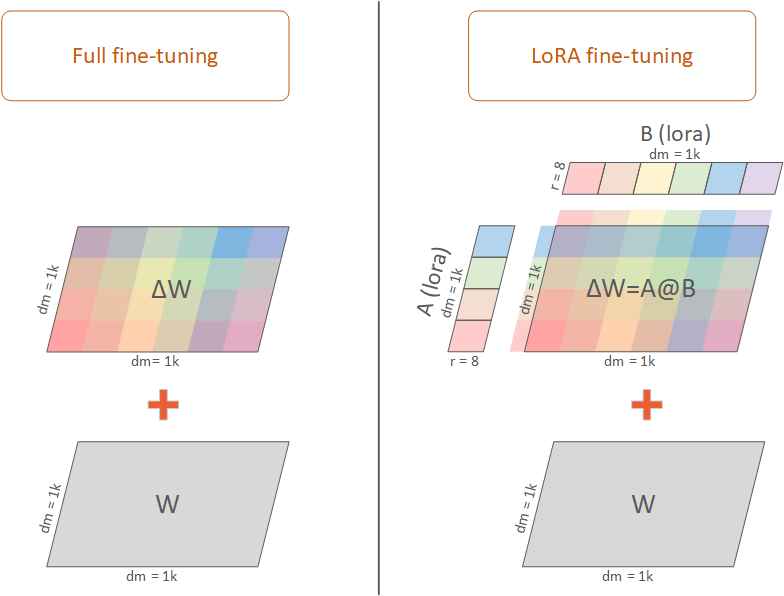 Full fine-tuning
ΔW
dm = 1k
dm= 1k
W
dm = 1k
dm = 1k
LoRA fine-tuning
B (lora)
dm = 1k
r = 8
A (lora)
dm = 1k
r = 8
dm = 1k
ΔW=A@B
dm = 1k
W
dm = 1k
dm = 1k